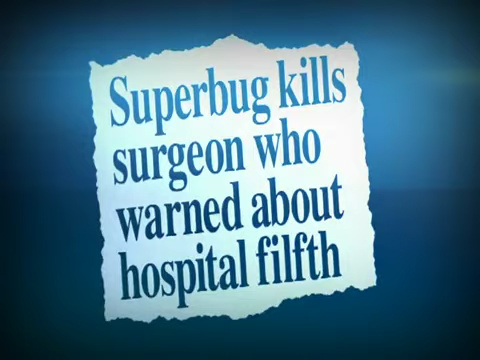 Superbug kills
surgeon who
warned about
hospital filfth